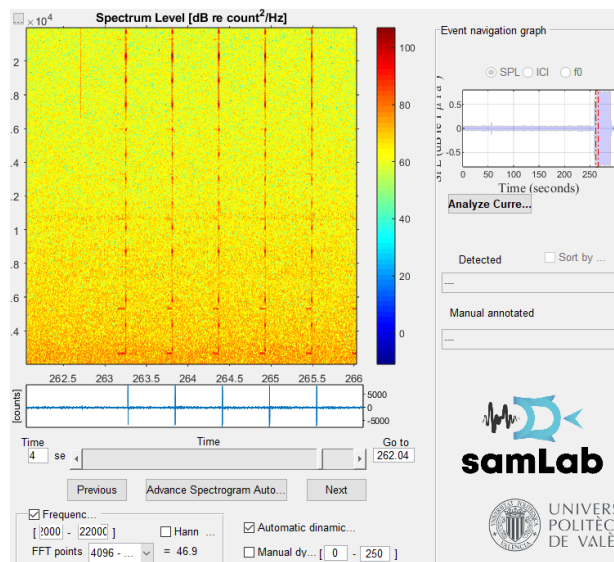 × 10⁴ Spectrum Level [dB re count²/Hz]
Event navigation graph
2
.8
.6
.4
.2
1
.8
.6
.4
100
80
60
40
20
0
SPL ICI f0
0.5
0
-0.5
0 50 100 150 200 250
Time (seconds)
Analyze Curre...
Detected Sort by ...
---
Manual annotated
---
262.5 263 263.5 264 264.5 265 265.5 266
[counts]
5000
0
-5000
Time Time Go to
4 se 262.04
Previous Advance Spectrogram Auto... Next
Frequenc...
[ 2000 - 22000 ] Hann ...
FFT points 4096 - ... = 46.9
Automatic dinamic...
Manual dy... [ 0 - 250 ]
samLab
UNIVERS
POLITÈC
DE VALÈ